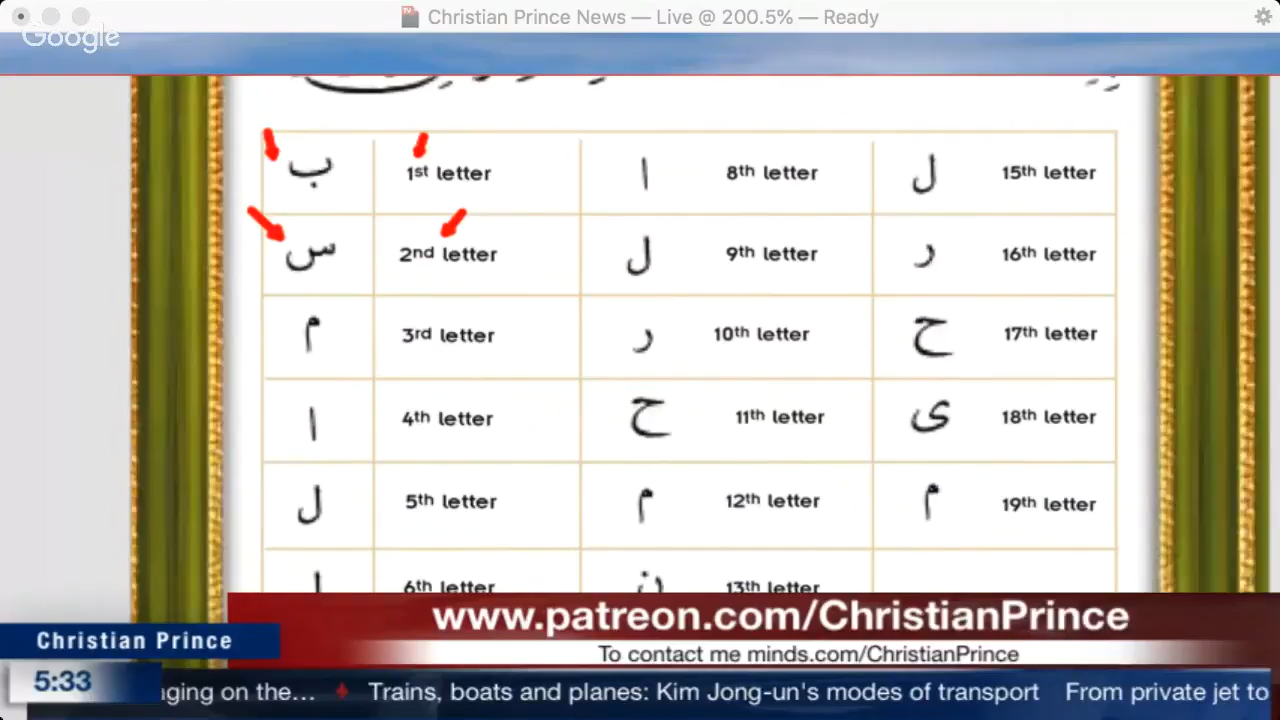 Christian Prince News — Live @ 200.5% — Ready
Google
ب 1st letter ا 8th letter ل 15th letter
س 2nd letter ل 9th letter ر 16th letter
م 3rd letter ر 10th letter ح 17th letter
ا 4th letter ح 11th letter ى 18th letter
ل 5th letter م 12th letter م 19th letter
6th letter ن 13th letter
www.patreon.com/ChristianPrince
Christian Prince
To contact me minds.com/ChristianPrince
5:33 on the... Trains, boats and planes: Kim Jong-un's modes of transport From private jet to